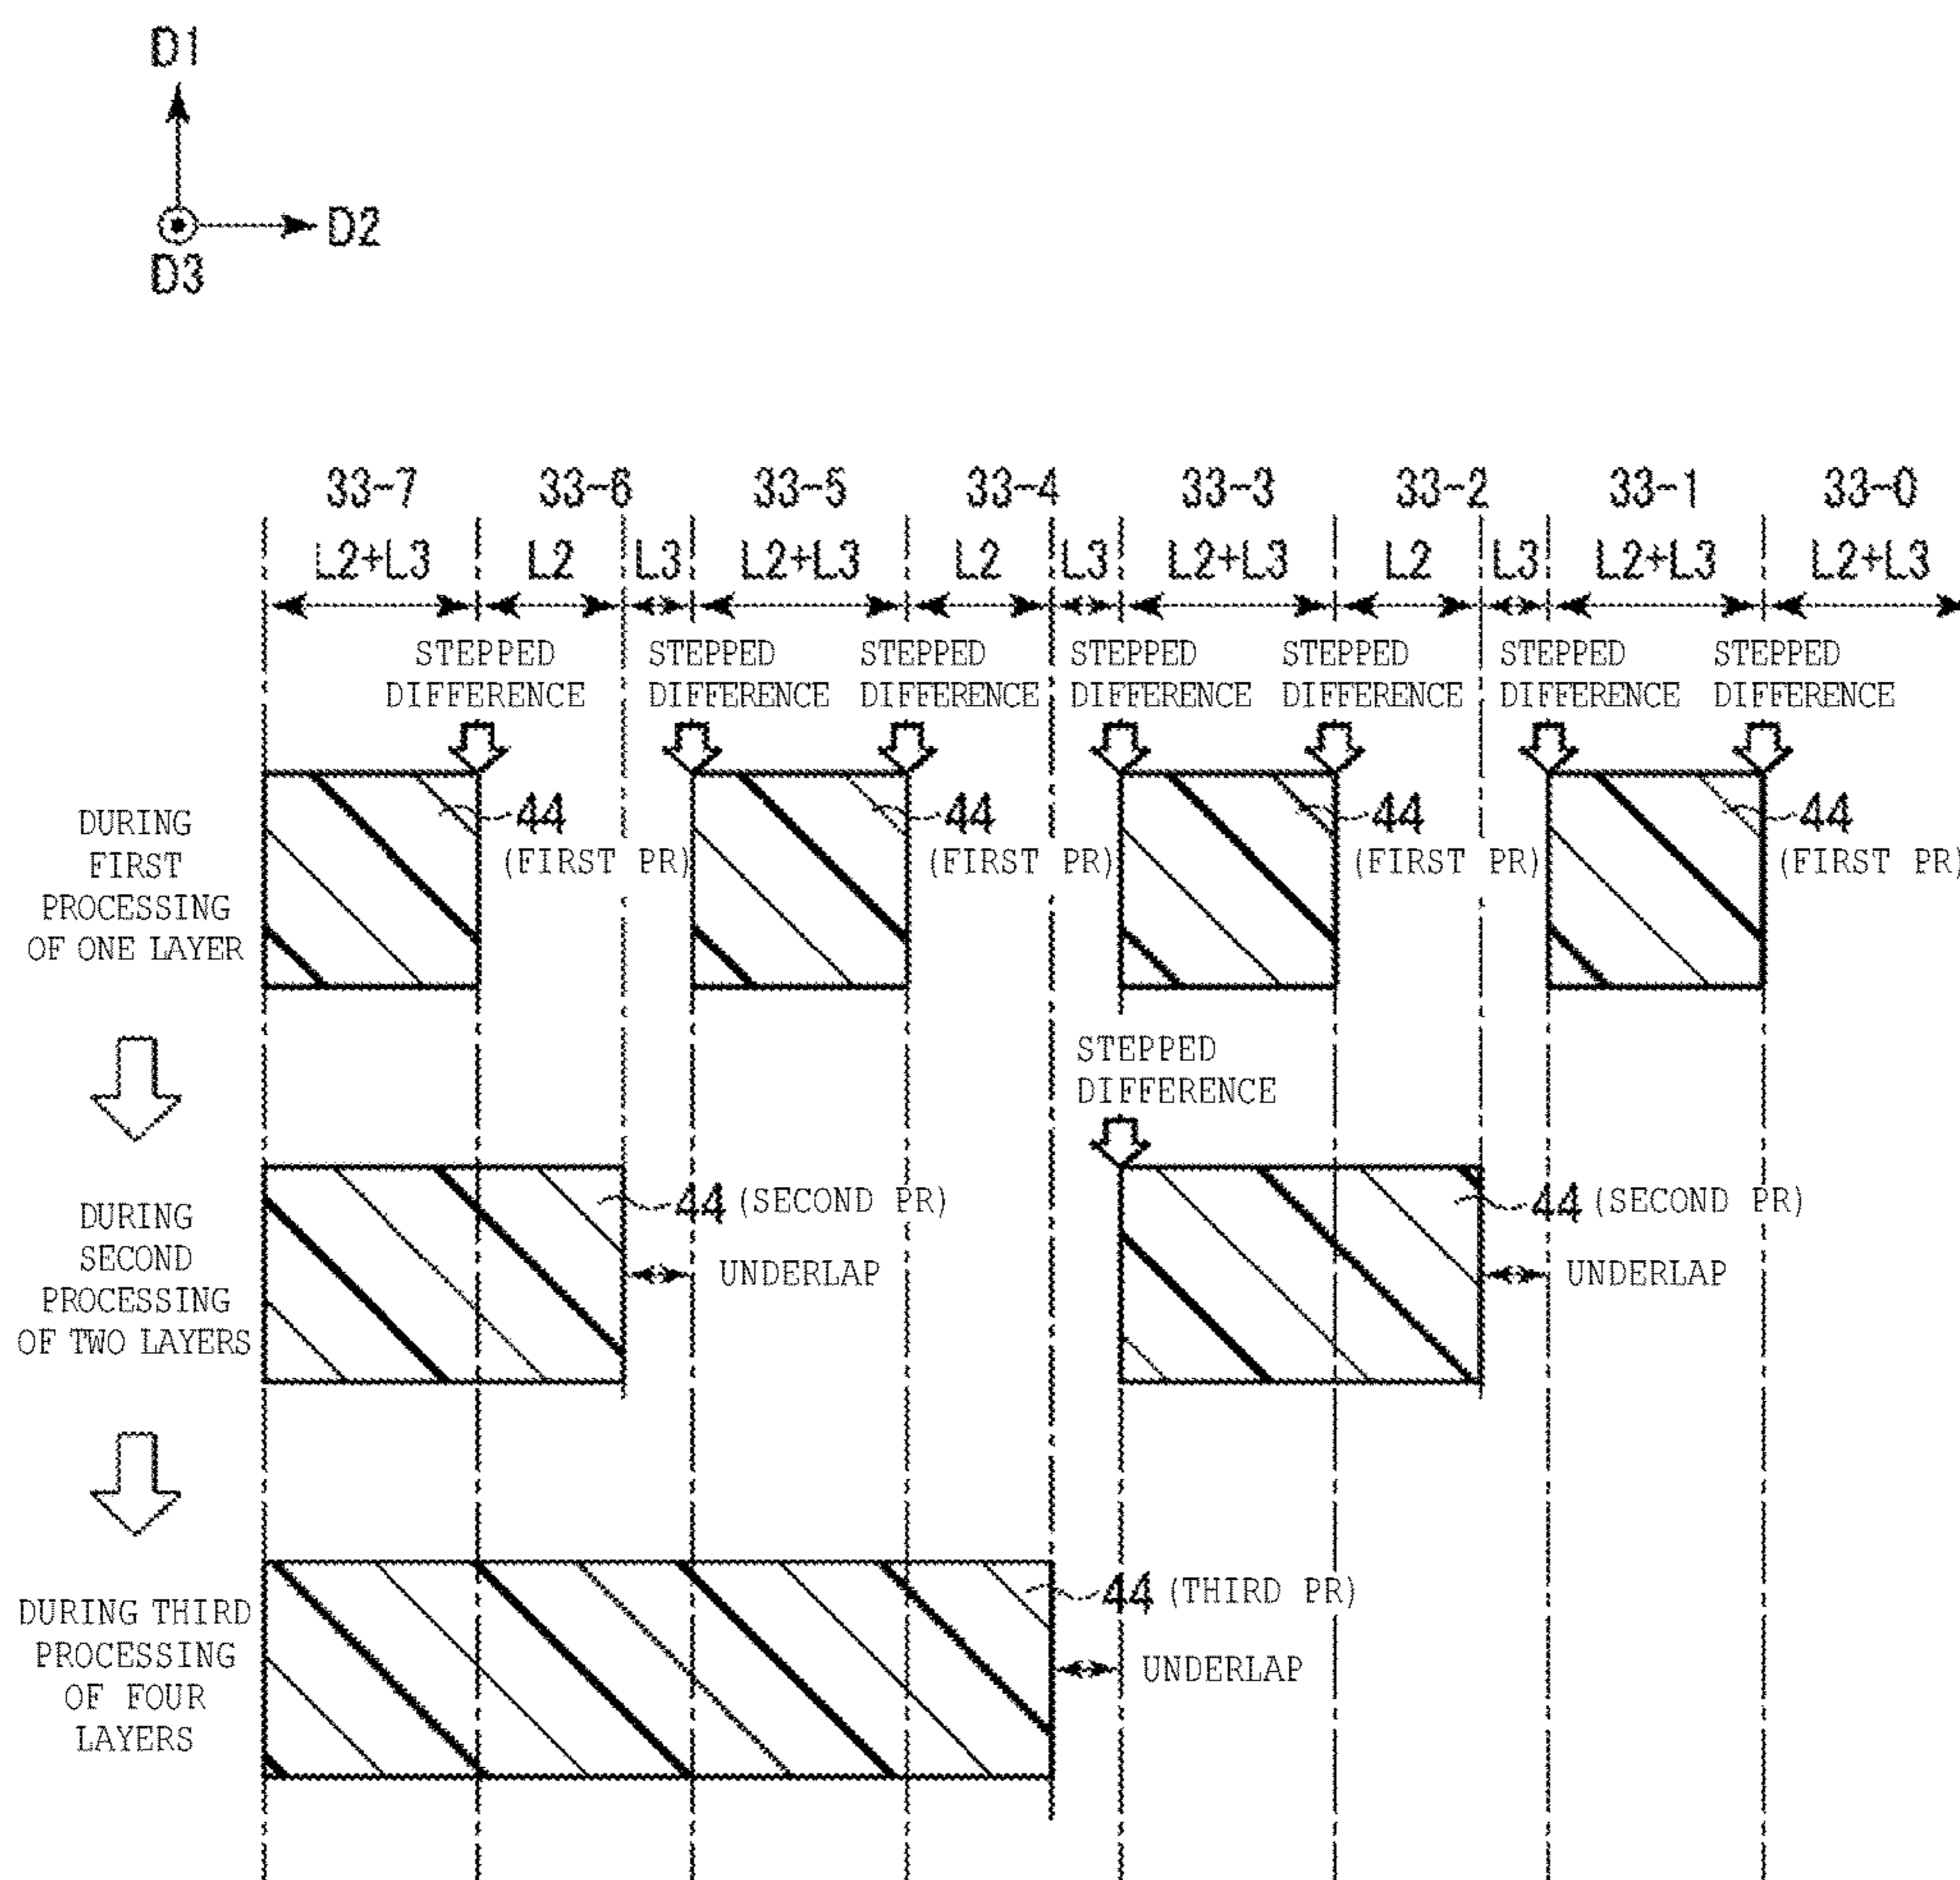 D1
D2
D3
33-7 33-6 33-5 33-4 33-3 33-2 33-1 33-0
L2+L3 L2 L3 L2+L3 L2 L3 L2+L3 L2 L3 L2+L3 L2+L3
STEPPED STEPPED STEPPED STEPPED STEPPED STEPPED STEPPED
DIFFERENCE DIFFERENCE DIFFERENCE DIFFERENCE DIFFERENCE DIFFERENCE DIFFERENCE
DURING
FIRST
PROCESSING
OF ONE LAYER
44 44 44 44
(FIRST PR) (FIRST PR) (FIRST PR) (FIRST PR)
STEPPED
DIFFERENCE
DURING
SECOND
PROCESSING
OF TWO LAYERS
44 (SECOND PR) 44 (SECOND PR)
UNDERLAP UNDERLAP
DURING THIRD
PROCESSING
OF FOUR
LAYERS
44 (THIRD PR)
UNDERLAP